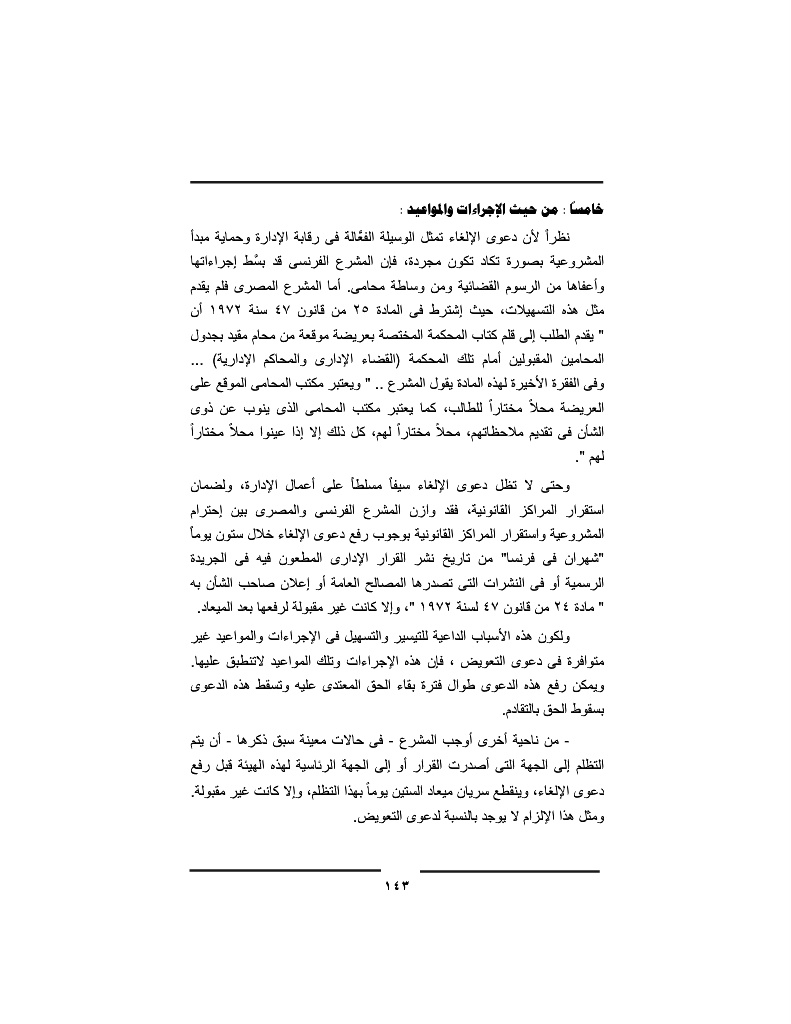 خامساً : من حيث الإجراءات والمواعيد :
نظراً لأن دعوى الإلغاء تمثل الوسيلة الفعَّالة فى رقابة الإدارة وحماية مبدأ
المشروعية بصورة تكاد تكون مجردة، فإن المشرع الفرنسى قد بسَّط إجراءاتها
وأعفاها من الرسوم القضائية ومن وساطة محامى. أما المشرع المصرى فلم يقدم
مثل هذه التسهيلات، حيث إشترط فى المادة ٢٥ من قانون ٤٧ سنة ١٩٧٢ أن
" يقدم الطلب إلى قلم كتاب المحكمة المختصة بعريضة موقعة من محام مقيد بجدول
المحامين المقبولين أمام تلك المحكمة (القضاء الإدارى والمحاكم الإدارية) ...
وفى الفقرة الأخيرة لهذه المادة يقول المشرع .. " ويعتبر مكتب المحامى الموقع على
العريضة محلاً مختاراً للطالب، كما يعتبر مكتب المحامى الذى ينوب عن ذوى
الشأن فى تقديم ملاحظاتهم، محلاً مختاراً لهم، كل ذلك إلا إذا عينوا محلاً مختاراً
لهم ".
وحتى لا تظل دعوى الإلغاء سيفاً مسلطاً على أعمال الإدارة، ولضمان
استقرار المراكز القانونية، فقد وازن المشرع الفرنسى والمصرى بين إحترام
المشروعية واستقرار المراكز القانونية بوجوب رفع دعوى الإلغاء خلال ستون يوماً
"شهران فى فرنسا" من تاريخ نشر القرار الإدارى المطعون فيه فى الجريدة
الرسمية أو فى النشرات التى تصدرها المصالح العامة أو إعلان صاحب الشأن به
" مادة ٢٤ من قانون ٤٧ لسنة ١٩٧٢ "، وإلا كانت غير مقبولة لرفعها بعد الميعاد.
ولكون هذه الأسباب الداعية للتيسير والتسهيل فى الإجراءات والمواعيد غير
متوافرة فى دعوى التعويض ، فإن هذه الإجراءات وتلك المواعيد لاتنطبق عليها.
ويمكن رفع هذه الدعوى طوال فترة بقاء الحق المعتدى عليه وتسقط هذه الدعوى
بسقوط الحق بالتقادم.
- من ناحية أخرى أوجب المشرع - فى حالات معينة سبق ذكرها - أن يتم
التظلم إلى الجهة التى أصدرت القرار أو إلى الجهة الرئاسية لهذه الهيئة قبل رفع
دعوى الإلغاء، وينقطع سريان ميعاد الستين يوماً بهذا التظلم، وإلا كانت غير مقبولة.
ومثل هذا الإلزام لا يوجد بالنسبة لدعوى التعويض.
١٤٣